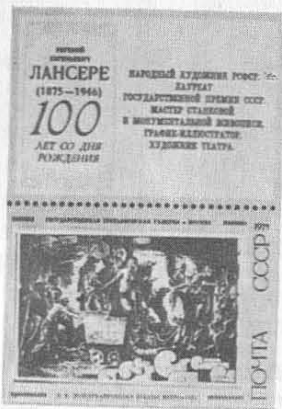 ЕВГЕНИЙ
ЕВГЕНЬЕВИЧ
ЛАНСЕРЕ
(1875—1946)
100
ЛЕТ СО ДНЯ
РОЖДЕНИЯ
НАРОДНЫЙ ХУДОЖНИК РСФСР,
ЛАУРЕАТ
ГОСУДАРСТВЕННОЙ ПРЕМИИ СССР,
МАСТЕР СТАНКОВОЙ
И МОНУМЕНТАЛЬНОЙ ЖИВОПИСИ,
ГРАФИК-ИЛЛЮСТРАТОР,
ХУДОЖНИК ТЕАТРА.
ГОСУДАРСТВЕННАЯ ТРЕТЬЯКОВСКАЯ ГАЛЕРЕЯ • МОСКВА
ПОЧТА СССР 1975